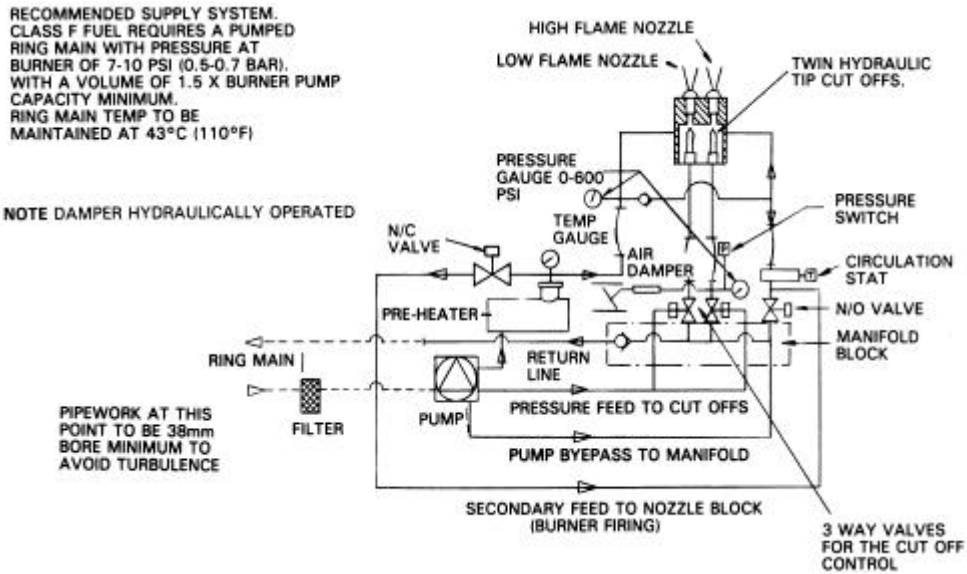 RECOMMENDED SUPPLY SYSTEM.
CLASS F FUEL REQUIRES A PUMPED
RING MAIN WITH PRESSURE AT
BURNER OF 7-10 PSI (0.5-0.7 BAR).
WITH A VOLUME OF 1.5 X BURNER PUMP
CAPACITY MINIMUM.
RING MAIN TEMP TO BE
MAINTAINED AT 43°C (110°F)
HIGH FLAME NOZZLE
LOW FLAME NOZZLE
TWIN HYDRAULIC
TIP CUT OFFS.
PRESSURE
GAUGE 0-600
PSI
NOTE DAMPER HYDRAULICALLY OPERATED
PRESSURE
SWITCH
N/C
VALVE
TEMP
GAUGE
P
AIR
DAMPER
CIRCULATION
STAT
T
PRE-HEATER
N/O VALVE
MANIFOLD
BLOCK
RING MAIN
RETURN
LINE
PIPEWORK AT THIS
POINT TO BE 38mm
BORE MINIMUM TO
AVOID TURBULENCE
FILTER
PUMP
PRESSURE FEED TO CUT OFFS
PUMP BYEPASS TO MANIFOLD
SECONDARY FEED TO NOZZLE BLOCK
(BURNER FIRING)
3 WAY VALVES
FOR THE CUT OFF
CONTROL